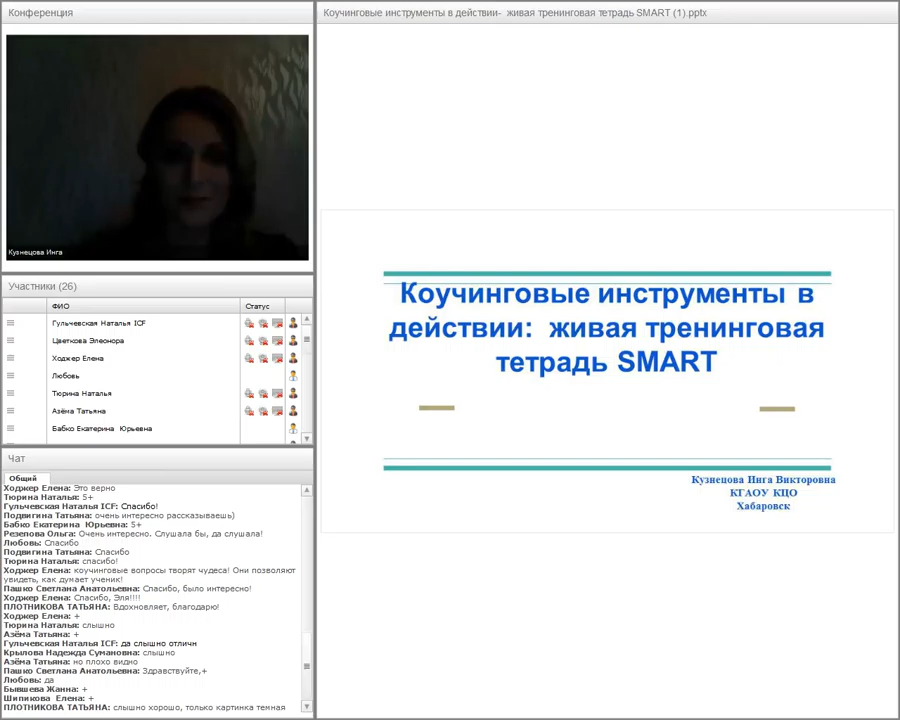 Конференция
Кузнецова Инга
Участники (26)
ФИО Статус
Гульчевская Наталья ICF
Цветкова Элеонора
Ходжер Елена
Любовь
Тюрина Наталья
Азёма Татьяна
Бабко Екатерина Юрьевна
Чат
Общий
Ходжер Елена: Это верно
Тюрина Наталья: 5+
Гульчевская Наталья ICF: Спасибо!
Подвигина Татьяна: очень интересно рассказываешь)
Бабко Екатерина Юрьевна: 5+
Резепова Ольга: Очень интересно. Слушала бы, да слушала!
Любовь: Спасибо
Подвигина Татьяна: Спасибо
Тюрина Наталья: спасибо!
Ходжер Елена: коучинговые вопросы творят чудеса! Они позволяют
увидеть, как думает ученик!
Пашко Светлана Анатольевна: Спасибо, было интересно!
Ходжер Елена: Спасибо, Эля!!!!
ПЛОТНИКОВА ТАТЬЯНА: Вдохновляет, благодарю!
Ходжер Елена: +
Тюрина Наталья: слышно
Азёма Татьяна: +
Гульчевская Наталья ICF: да слышно отличн
Крылова Надежда Сумановна: слышно
Азёма Татьяна: но плохо видно
Пашко Светлана Анатольевна: Здравствуйте,+
Любовь: да
Бывшева Жанна: +
Шипикова Елена: +
ПЛОТНИКОВА ТАТЬЯНА: слышно хорошо, только картинка темная
Коучинговые инструменты в действии- живая тренинговая тетрадь SMART (1).pptx
Коучинговые инструменты в
действии: живая тренинговая
тетрадь SMART
Кузнецова Инга Викторовна
КГАОУ КЦО
Хабаровск